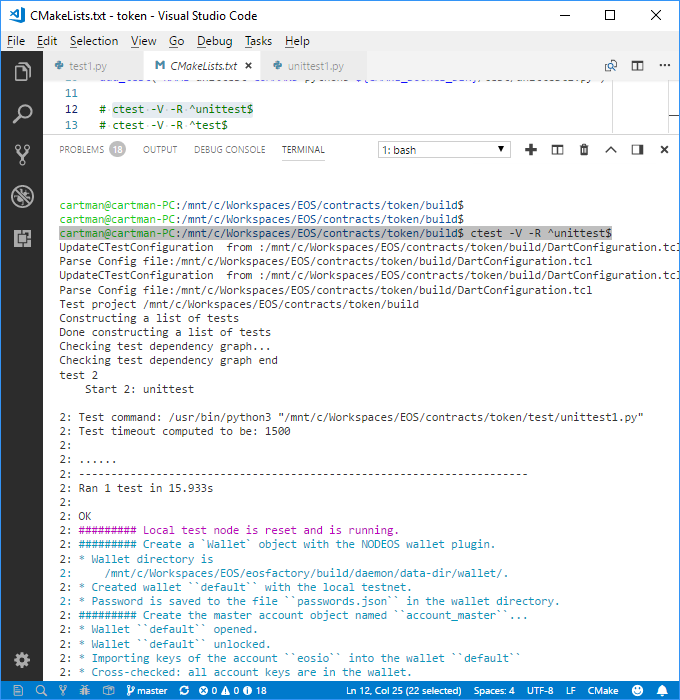 CMakeLists.txt - token - Visual Studio Code
File Edit Selection View Go Debug Tasks Help
test1.py CMakeLists.txt unittest1.py
11
12 # ctest -V -R ^unittest$
13 # ctest -V -R ^test$
PROBLEMS 18 OUTPUT DEBUG CONSOLE TERMINAL 1: bash
cartman@cartman-PC:/mnt/c/Workspaces/EOS/contracts/token/build$
cartman@cartman-PC:/mnt/c/Workspaces/EOS/contracts/token/build$
cartman@cartman-PC:/mnt/c/Workspaces/EOS/contracts/token/build$ ctest -V -R ^unittest$
UpdateCTestConfiguration  from :/mnt/c/Workspaces/EOS/contracts/token/build/DartConfiguration.tcl
Parse Config file:/mnt/c/Workspaces/EOS/contracts/token/build/DartConfiguration.tcl
UpdateCTestConfiguration  from :/mnt/c/Workspaces/EOS/contracts/token/build/DartConfiguration.tcl
Parse Config file:/mnt/c/Workspaces/EOS/contracts/token/build/DartConfiguration.tcl
Test project /mnt/c/Workspaces/EOS/contracts/token/build
Constructing a list of tests
Done constructing a list of tests
Checking test dependency graph...
Checking test dependency graph end
test 2
    Start 2: unittest
2: Test command: /usr/bin/python3 "/mnt/c/Workspaces/EOS/contracts/token/test/unittest1.py"
2: Test timeout computed to be: 1500
2:
2: ......
2: ----------------------------------------------------------------------
2: Ran 1 test in 15.933s
2:
2: OK
2: ######### Local test node is reset and is running.
2: ######### Create a `Wallet` object with the NODEOS wallet plugin.
2: * Wallet directory is
2:     /mnt/c/Workspaces/EOS/eosfactory/build/daemon/data-dir/wallet/.
2: * Created wallet ``default`` with the local testnet.
2: * Password is saved to the file ``passwords.json`` in the wallet directory.
2: ######### Create the master account object named ``account_master``...
2: * Wallet ``default`` opened.
2: * Wallet ``default`` unlocked.
2: * Importing keys of the account ``eosio`` into the wallet ``default``
2: * Cross-checked: all account keys are in the wallet.
master 0 0 18 Ln 12, Col 25 (22 selected) Spaces: 4 UTF-8 LF CMake